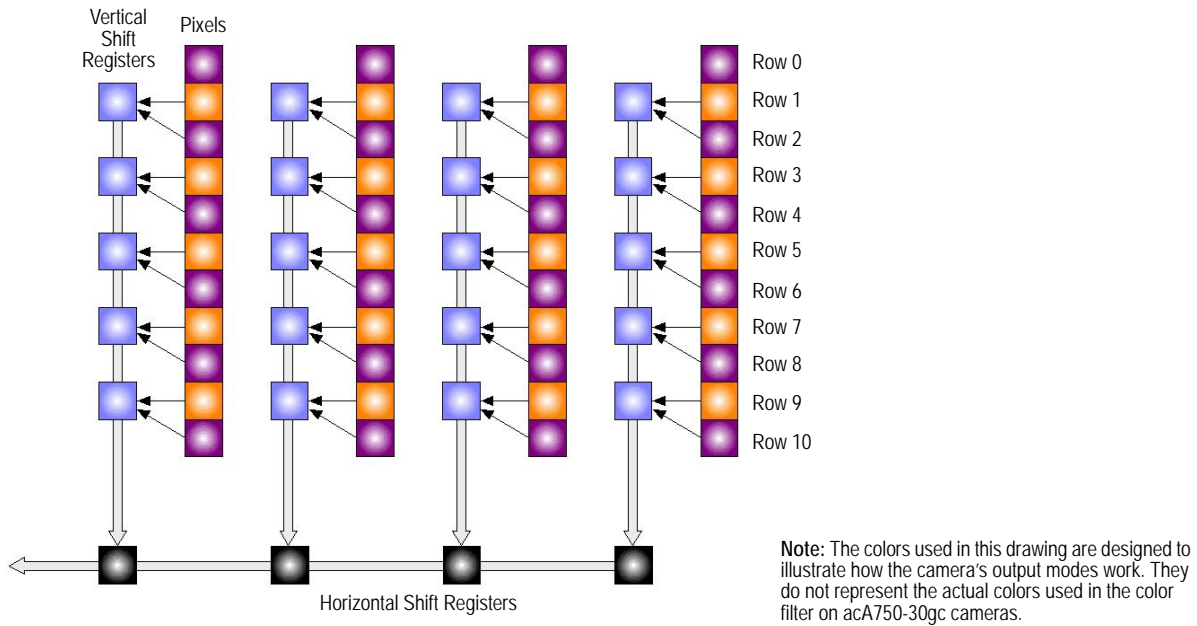 Vertical
Shift
Registers
Pixels
Row 0
Row 1
Row 2
Row 3
Row 4
Row 5
Row 6
Row 7
Row 8
Row 9
Row 10
Horizontal Shift Registers
Note: The colors used in this drawing are designed to
illustrate how the camera's output modes work. They
do not represent the actual colors used in the color
filter on acA750-30gc cameras.